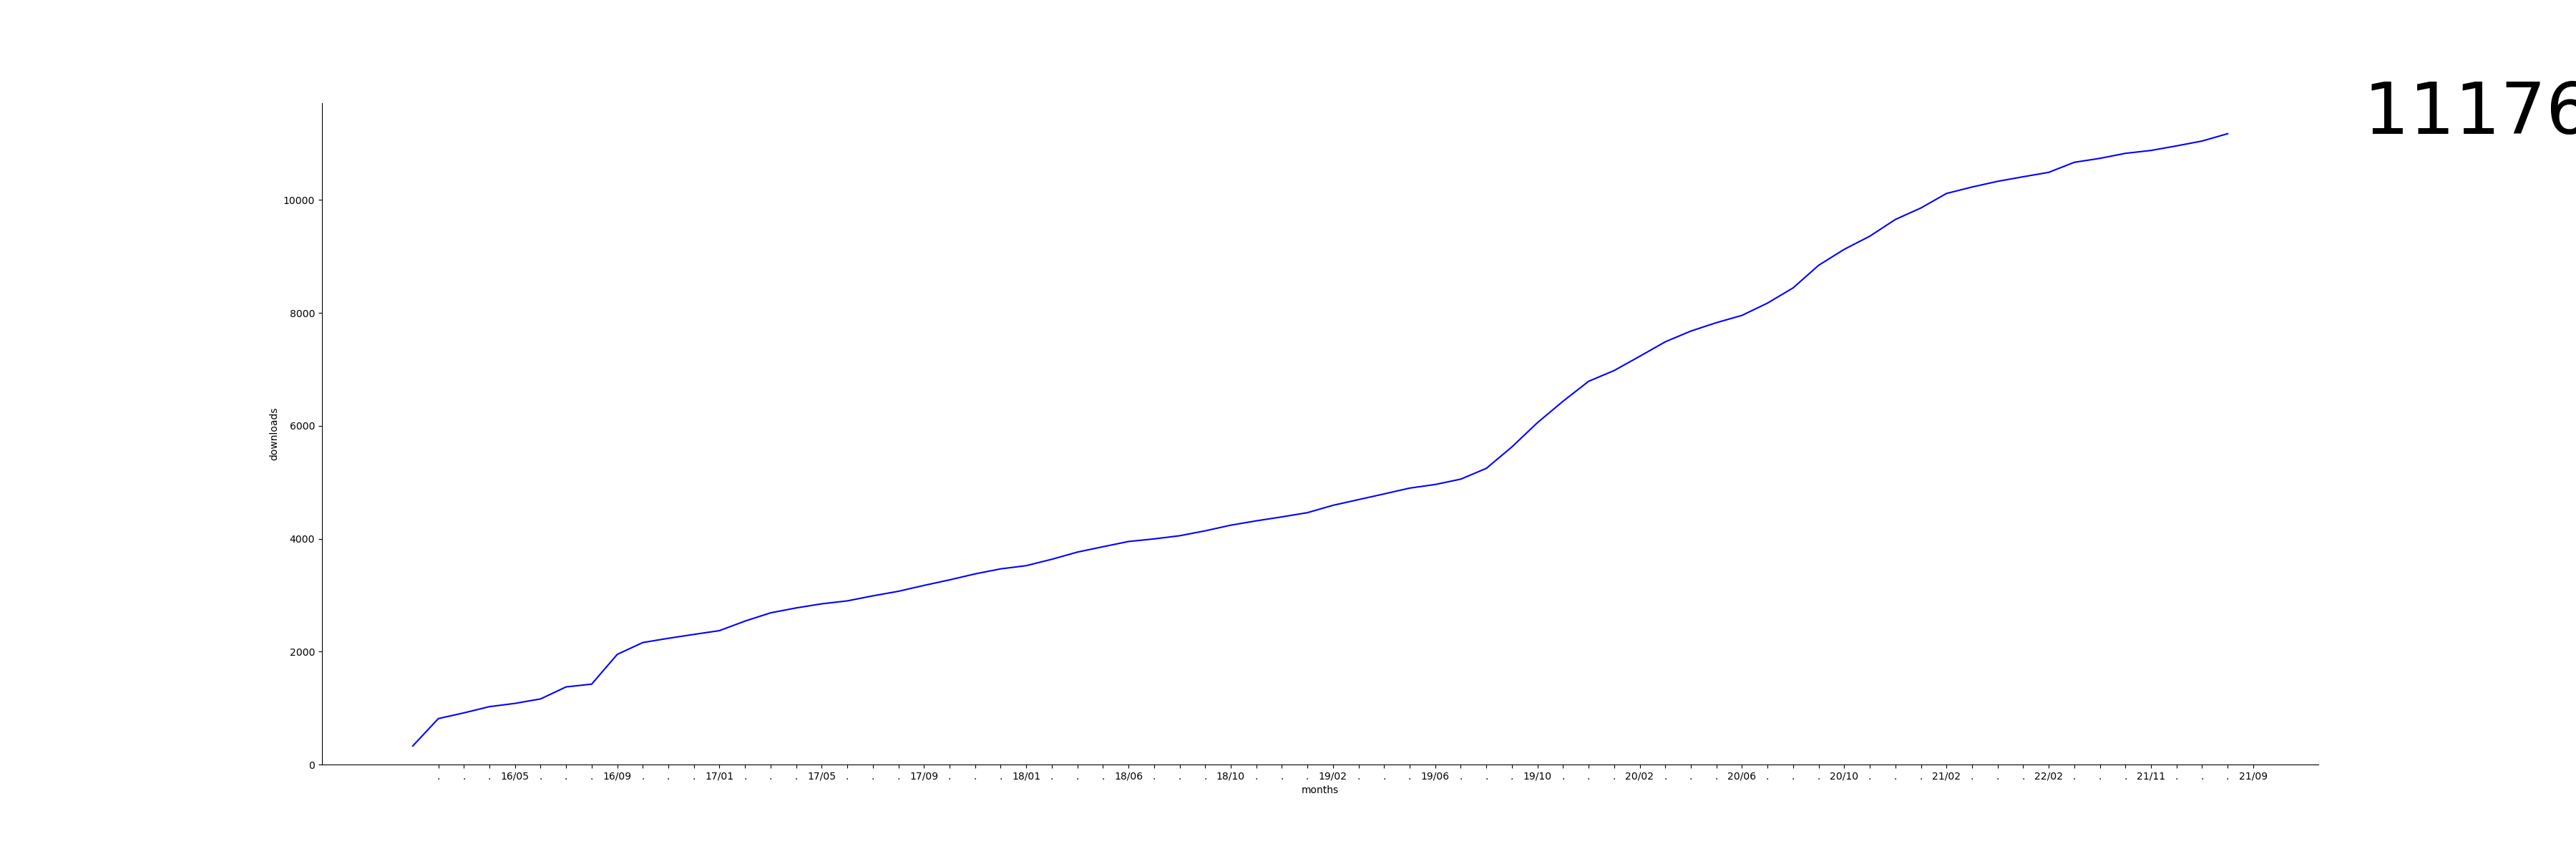 11176
10000
8000
6000
4000
2000
0
downloads
. . . 16/05 . . . 16/09 . . . 17/01 . . . 17/05 . . . 17/09 . . . 18/01 . . . 18/06 . . . 18/10 . . . 19/02 . . . 19/06 . . . 19/10 . . . 20/02 . . . 20/06 . . . 20/10 . . . 21/02 . . . 22/02 . . . 21/11 . . . 21/09
months